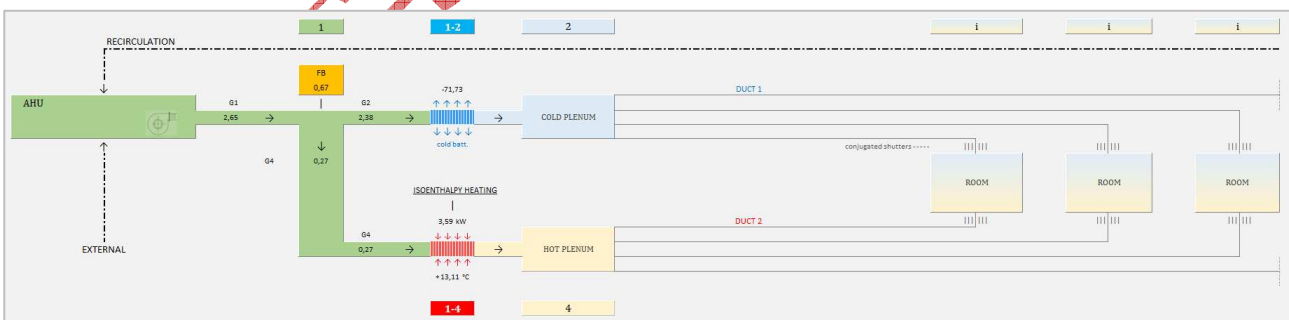 1
1-2
2
i
i
i
RECIRCULATION
FB
0,67
-71,73
DUCT 1
AHU
G1
G2
2,65
2,38
COLD PLENUM
cold batt.
conjugated shutters
G4
0,27
ISOENTHALPY HEATING
ROOM
ROOM
ROOM
3,59 kW
DUCT 2
G4
EXTERNAL
0,27
HOT PLENUM
+13,11 °C
1-4
4